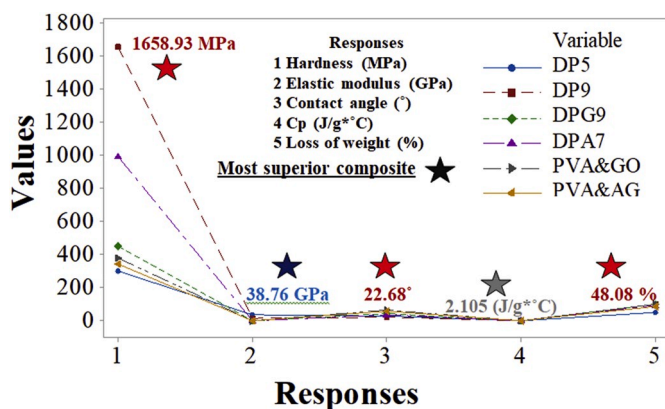 1800
1600
1400
1200
1000
800
600
400
200
0
Values
1658.93 MPa
Responses
1 Hardness (MPa)
2 Elastic modulus (GPa)
3 Contact angle (˚)
4 Cp (J/g*˚C)
5 Loss of weight (%)
Most superior composite
Variable
DP5
DP9
DPG9
DPA7
PVA&GO
PVA&AG
38.76 GPa
22.68˚
2.105 (J/g*˚C)
48.08 %
1 2 3 4 5
Responses